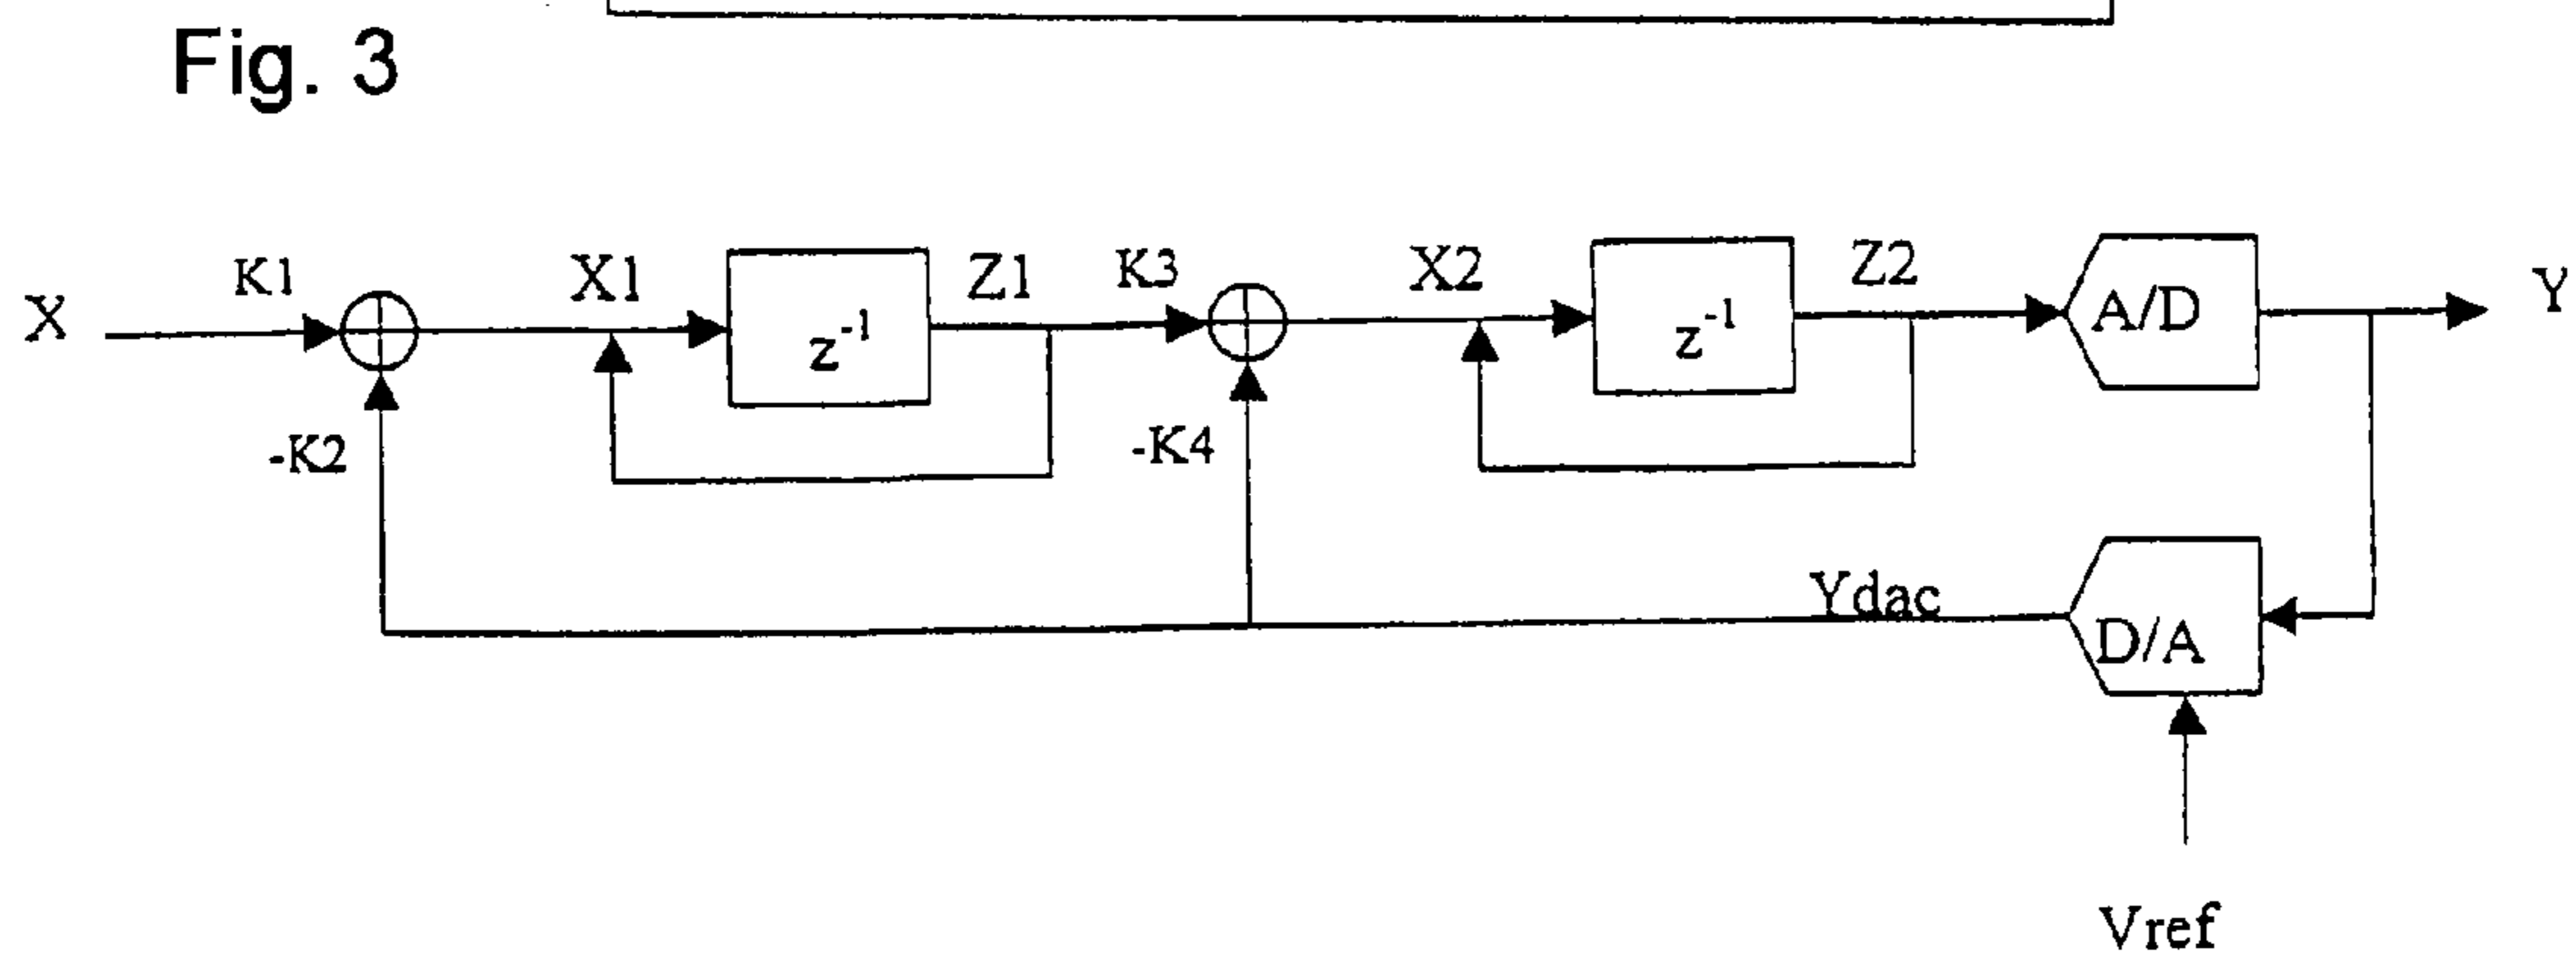 Fig. 3
X
K1
X1
z-1
Z1
K3
X2
z-1
Z2
A/D
Y
-K2
-K4
Ydac
D/A
Vref